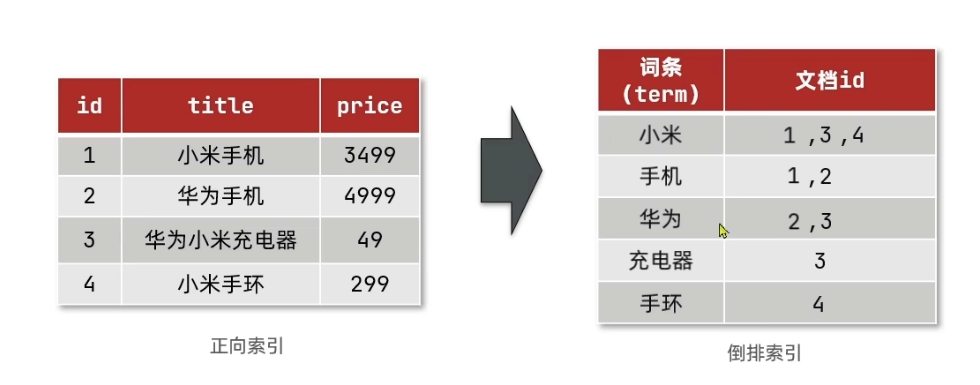 id title price
1 小米手机 3499
2 华为手机 4999
3 华为小米充电器 49
4 小米手环 299
正向索引
词条
(term) 文档id
小米 1 ,3 ,4
手机 1 ,2
华为 2 ,3
充电器 3
手环 4
倒排索引